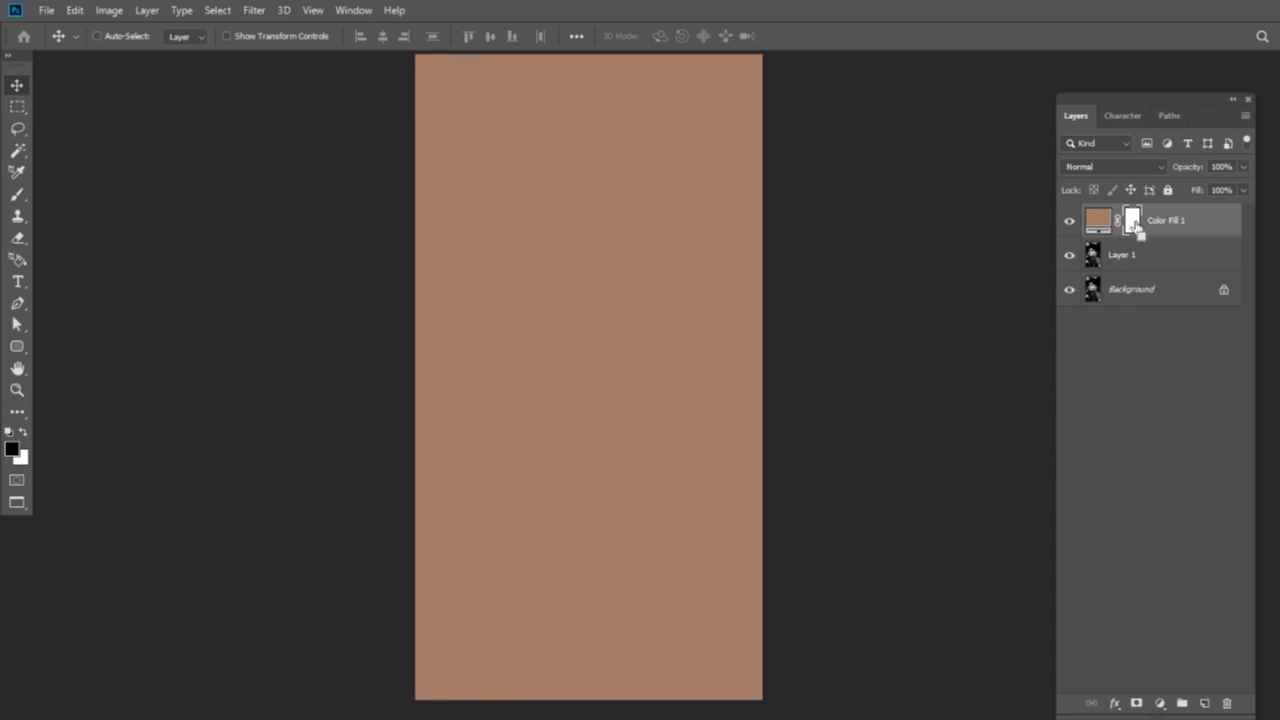 Ps File Edit Image Layer Type Select Filter 3D View Window Help
Auto-Select: Layer Show Transform Controls 3D Mode:
Layers Character Paths
Kind
Normal Opacity: 100%
Lock: Fill: 100%
Color Fill 1
Layer 1
Background
T
fx